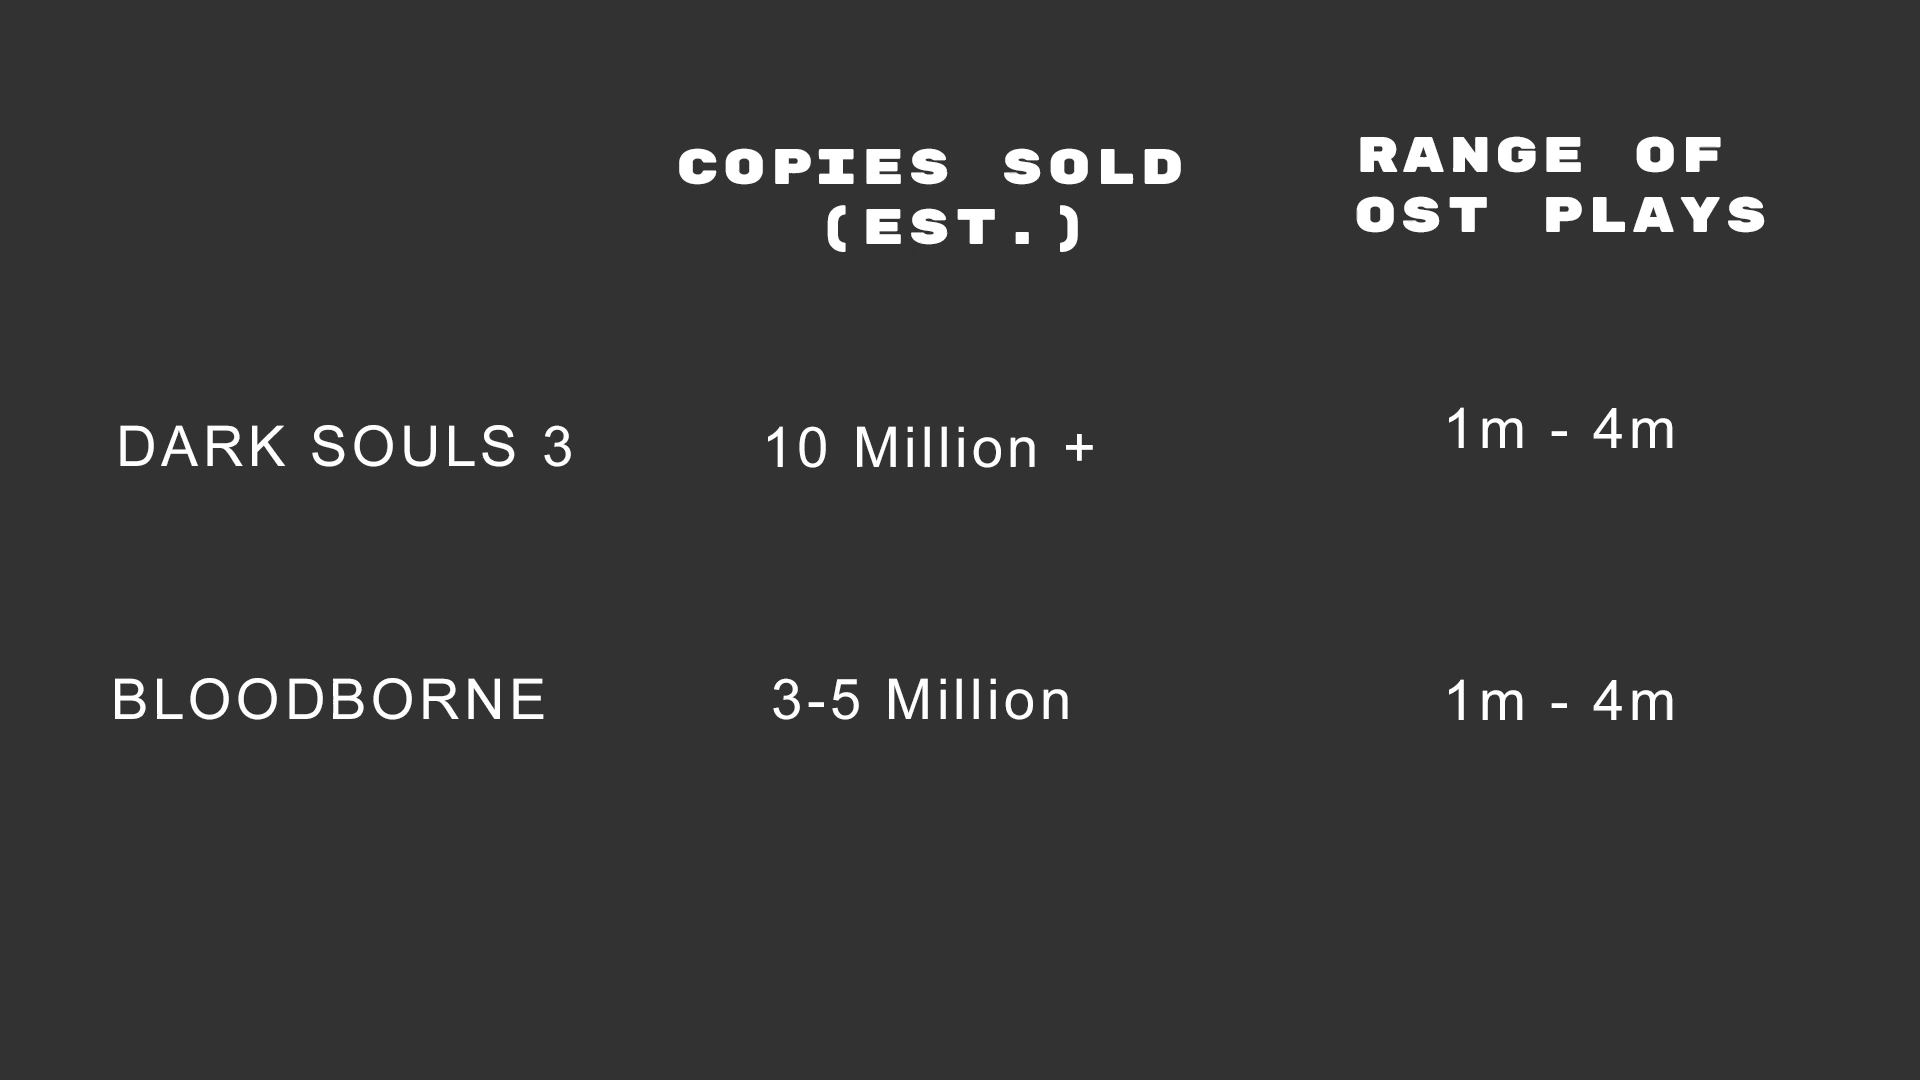 COPIES SOLD
(EST.)
RANGE OF
OST PLAYS
DARK SOULS 3
10 Million +
1m - 4m
BLOODBORNE
3-5 Million
1m - 4m